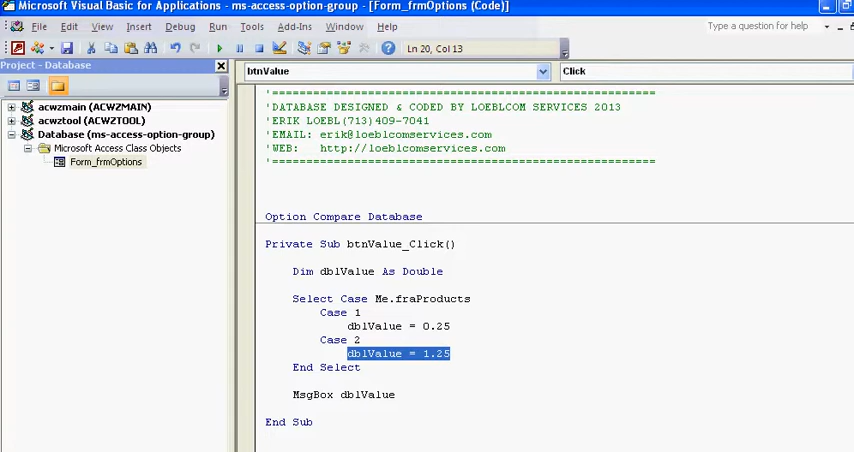 Microsoft Visual Basic for Applications - ms-access-option-group - [Form_frmOptions (Code)]
File Edit View Insert Debug Run Tools Add-Ins Window Help
Type a question for help
Ln 20, Col 13
Project - Database
btnValue
Click
acwzmain (ACWZMAIN)
acwztool (ACWZTOOL)
Database (ms-access-option-group)
Microsoft Access Class Objects
Form_frmOptions
'=========================================================
'DATABASE DESIGNED & CODED BY LOEBLCOM SERVICES 2013
'ERIK LOEBL(713)409-7041
'EMAIL: erik@loeblcomservices.com
'WEB:   http://loeblcomservices.com
'=========================================================
Option Compare Database
Private Sub btnValue_Click()
Dim dblValue As Double
Select Case Me.fraProducts
Case 1
dblValue = 0.25
Case 2
dblValue = 1.25
End Select
MsgBox dblValue
End Sub